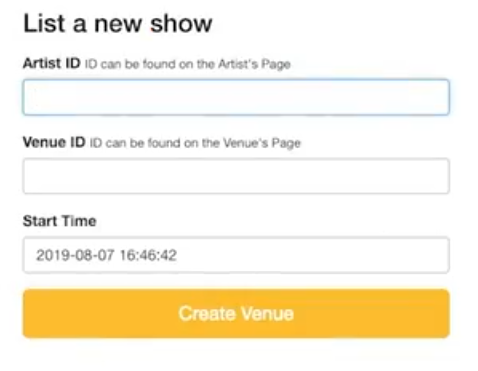 List a new show
Artist ID ID can be found on the Artist's Page
Venue ID ID can be found on the Venue's Page
Start Time
2019-08-07 16:46:42
Create Venue